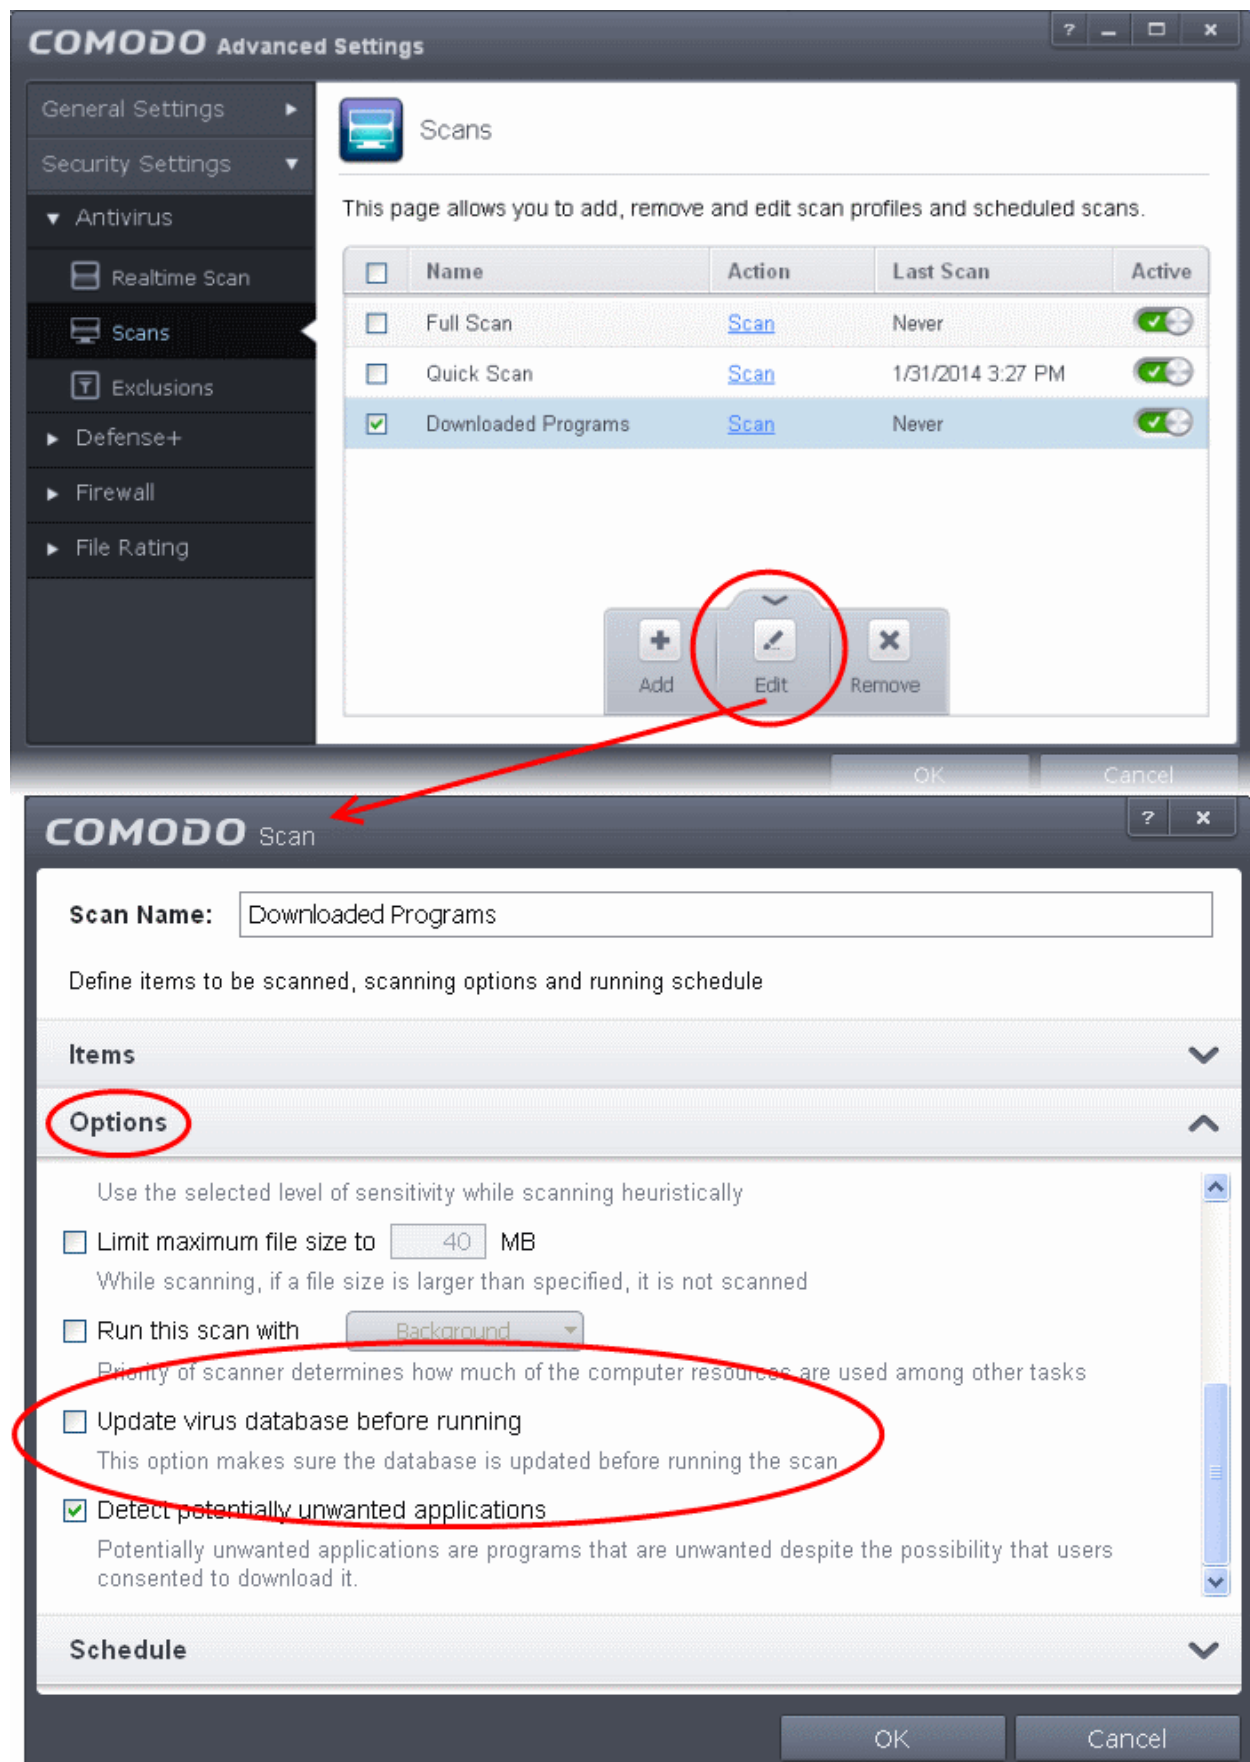 COMODO Advanced Settings
General Settings
Security Settings
Antivirus
Realtime Scan
Scans
Exclusions
Defense+
Firewall
File Rating
Scans
This page allows you to add, remove and edit scan profiles and scheduled scans.
Name Action Last Scan Active
Full Scan Scan Never
Quick Scan Scan 1/31/2014 3:27 PM
Downloaded Programs Scan Never
Add Edit Remove
OK Cancel
COMODO Scan
Scan Name: Downloaded Programs
Define items to be scanned, scanning options and running schedule
Items
Options
Use the selected level of sensitivity while scanning heuristically
Limit maximum file size to 40 MB
While scanning, if a file size is larger than specified, it is not scanned
Run this scan with Background
Priority of scanner determines how much of the computer resources are used among other tasks
Update virus database before running
This option makes sure the database is updated before running the scan
Detect potentially unwanted applications
Potentially unwanted applications are programs that are unwanted despite the possibility that users
consented to download it.
Schedule
OK Cancel